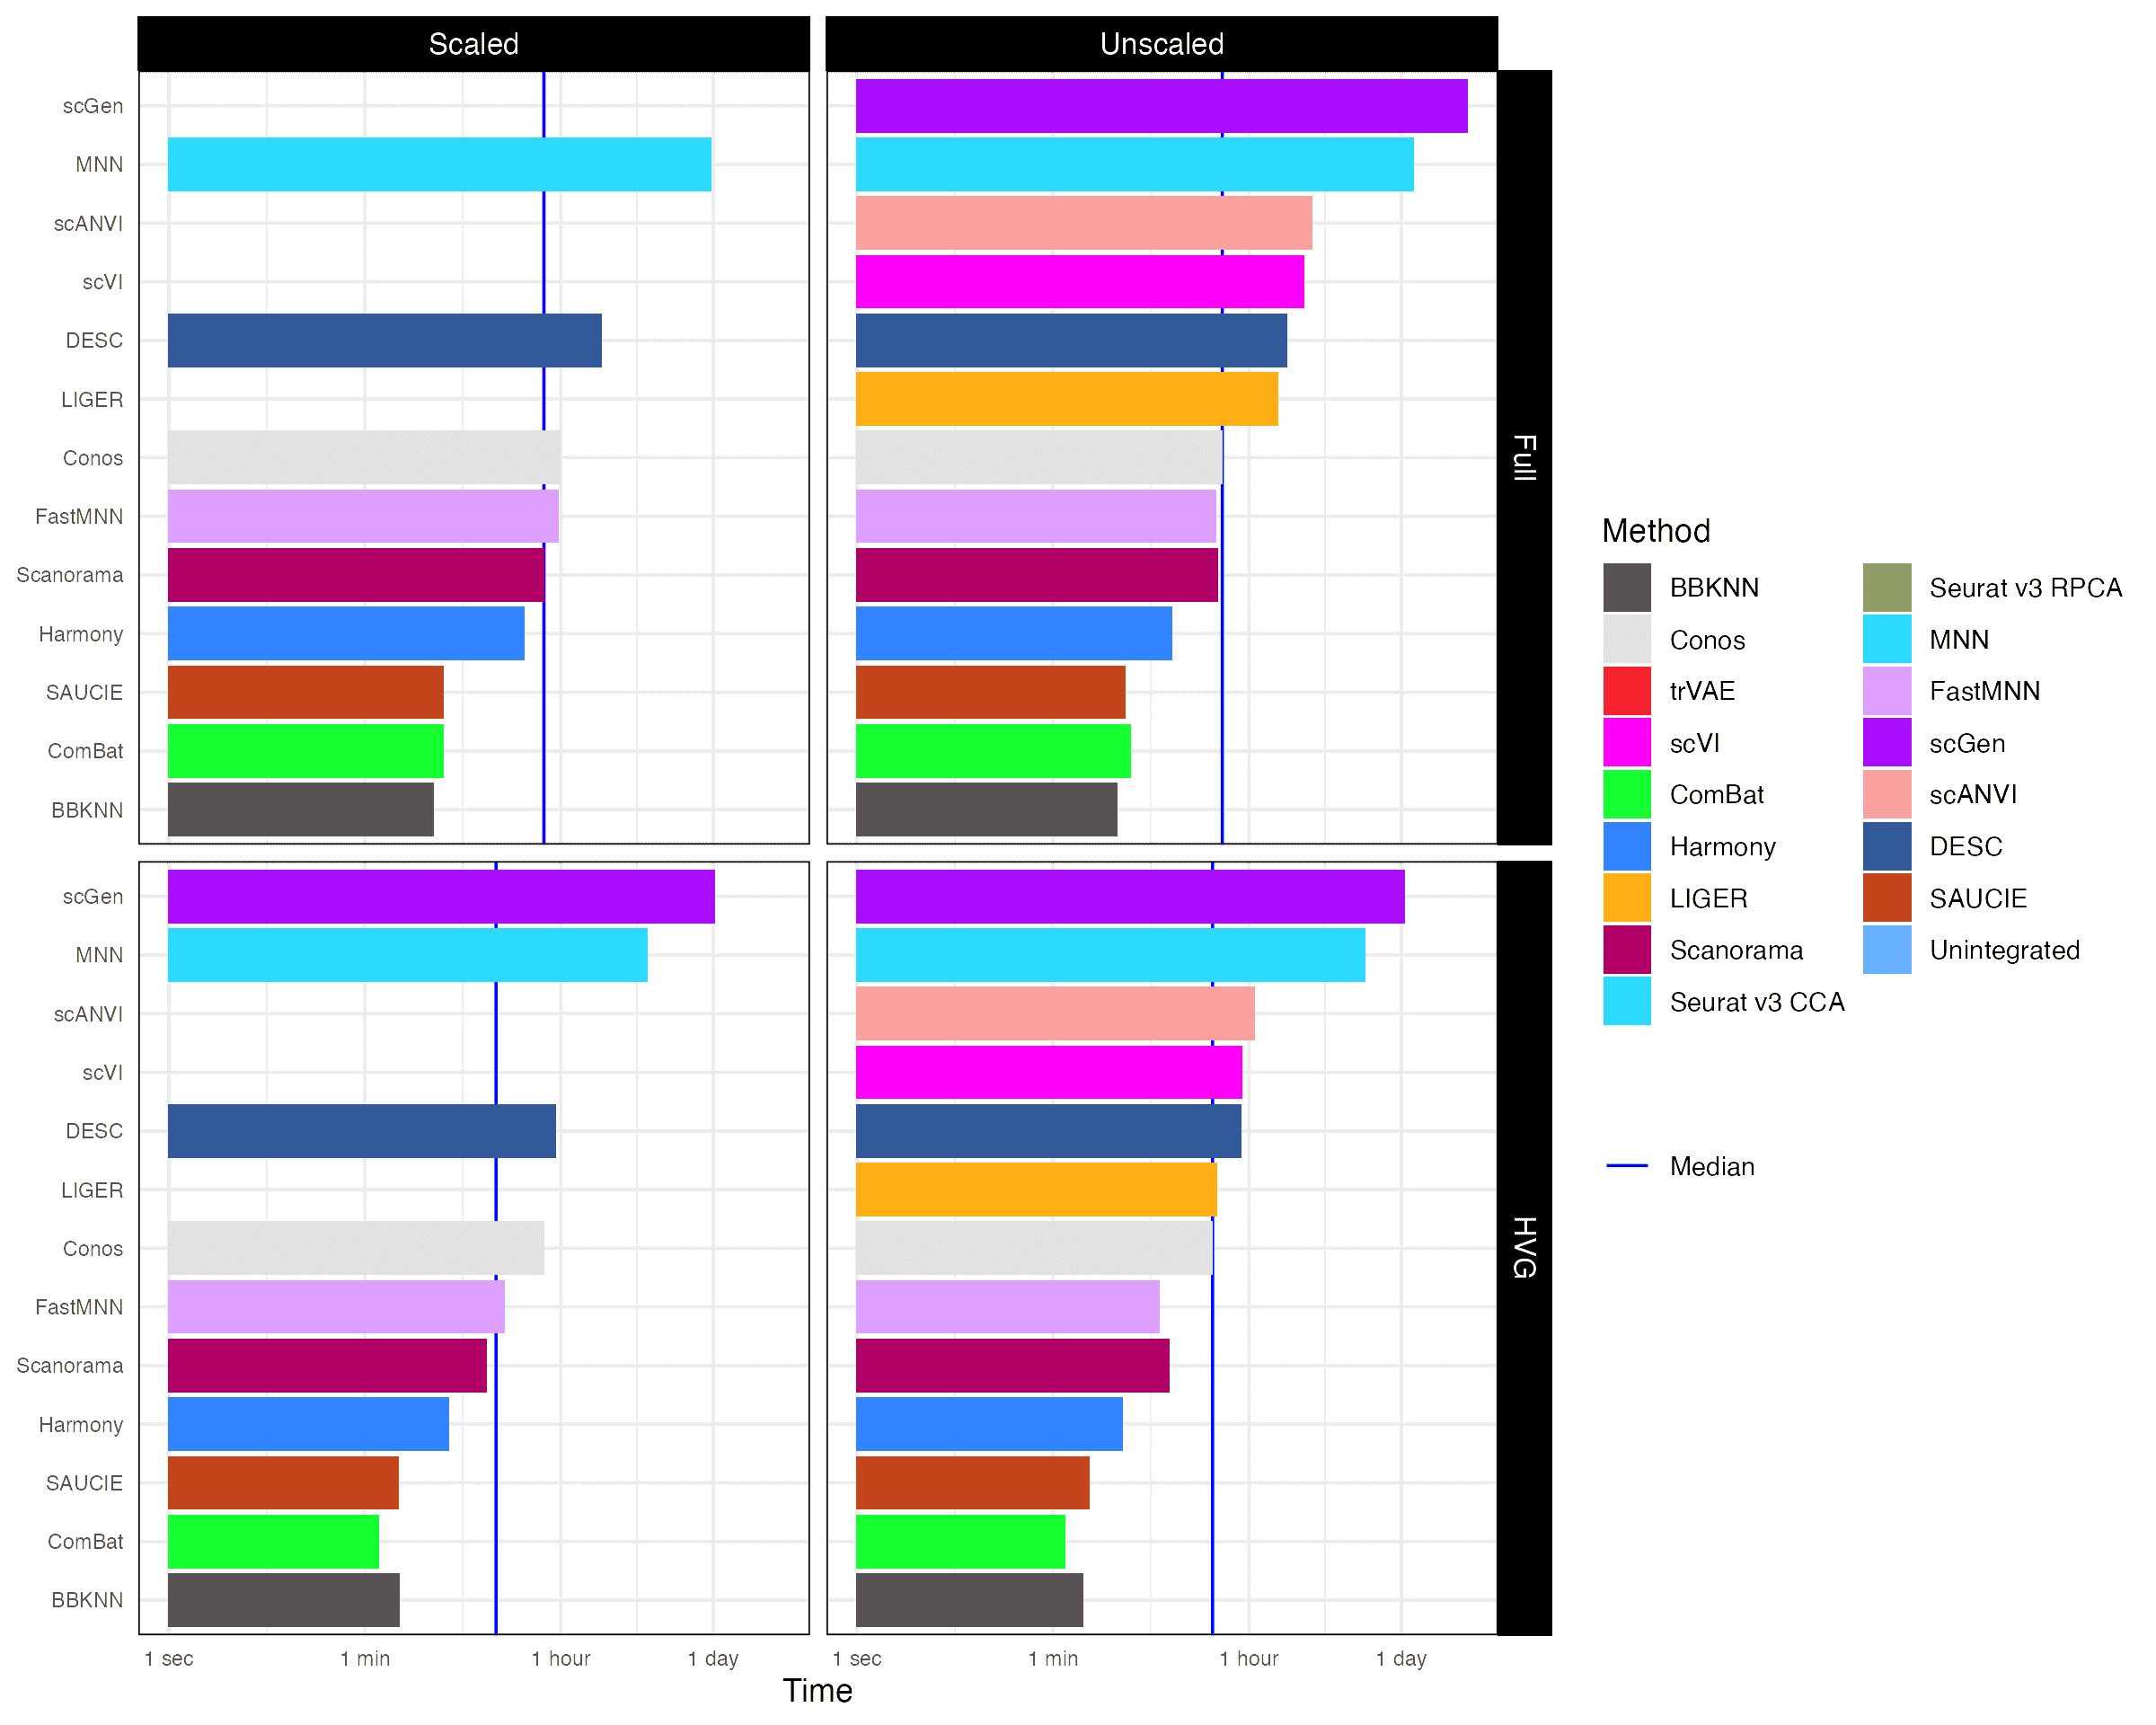 Scaled
Unscaled
scGen
MNN
scANVI
scVI
DESC
LIGER
Conos
FastMNN
Scanorama
Harmony
SAUCIE
ComBat
BBKNN
Full
scGen
MNN
scANVI
scVI
DESC
LIGER
Conos
FastMNN
Scanorama
Harmony
SAUCIE
ComBat
BBKNN
HVG
1 sec 1 min 1 hour 1 day
1 sec 1 min 1 hour 1 day
Time
Method
BBKNN
Conos
trVAE
scVI
ComBat
Harmony
LIGER
Scanorama
Seurat v3 CCA
Seurat v3 RPCA
MNN
FastMNN
scGen
scANVI
DESC
SAUCIE
Unintegrated
Median